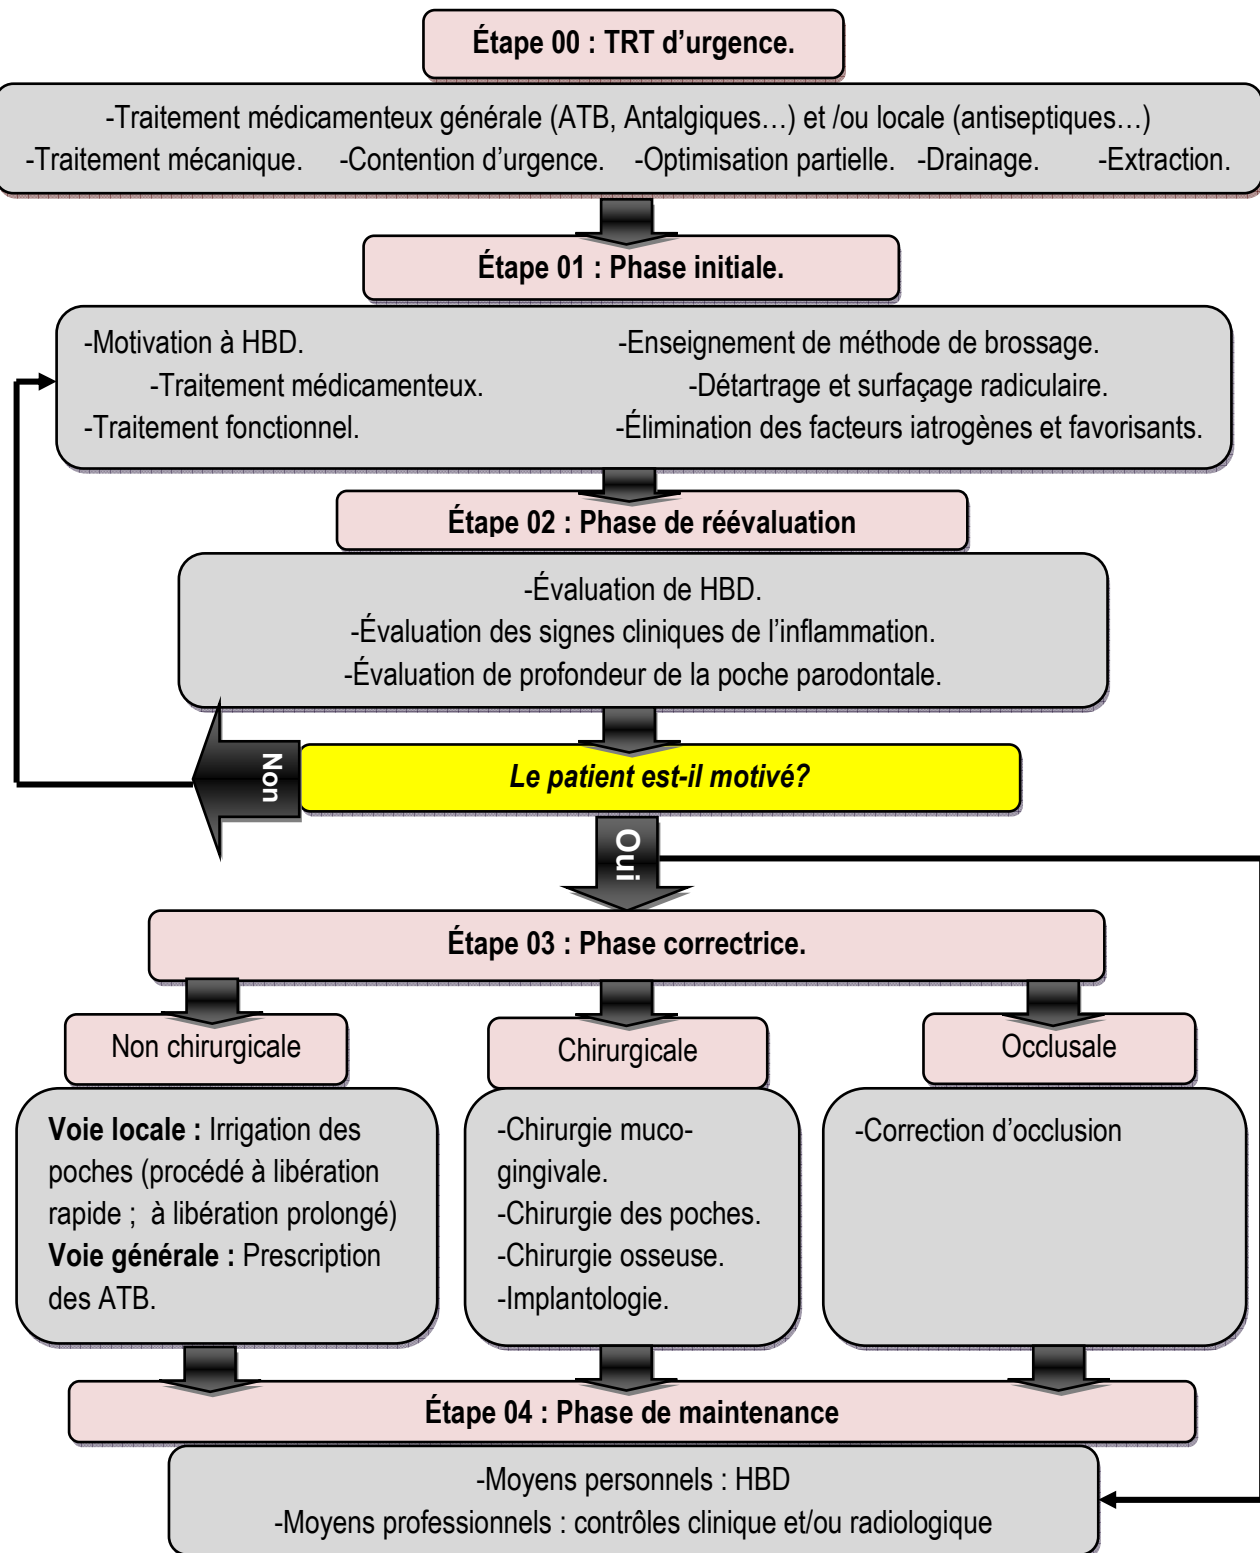 Étape 00 : TRT d’urgence.
-Traitement médicamenteux générale (ATB, Antalgiques…) et /ou locale (antiseptiques…)
-Traitement mécanique. -Contention d’urgence. -Optimisation partielle. -Drainage. -Extraction.
Étape 01 : Phase initiale.
-Motivation à HBD. -Enseignement de méthode de brossage.
-Traitement médicamenteux. -Détartrage et surfaçage radiculaire.
-Traitement fonctionnel. -Élimination des facteurs iatrogènes et favorisants.
Étape 02 : Phase de réévaluation
-Évaluation de HBD.
-Évaluation des signes cliniques de l’inflammation.
-Évaluation de profondeur de la poche parodontale.
Non
Le patient est-il motivé?
Oui
Étape 03 : Phase correctrice.
Non chirurgicale
Voie locale : Irrigation des
poches (procédé à libération
rapide ; à libération prolongé)
Voie générale : Prescription
des ATB.
Chirurgicale
-Chirurgie muco-
gingivale.
-Chirurgie des poches.
-Chirurgie osseuse.
-Implantologie.
Occlusale
-Correction d’occlusion
Étape 04 : Phase de maintenance
-Moyens personnels : HBD
-Moyens professionnels : contrôles clinique et/ou radiologique